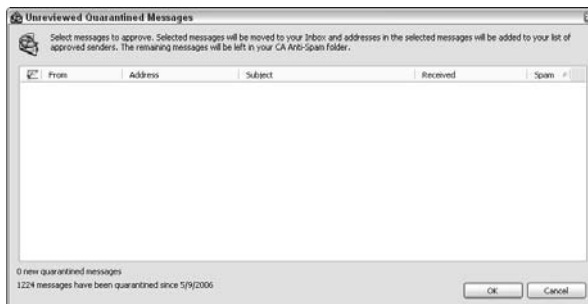 Unreviewed Quarantined Messages
Select messages to approve. Selected messages will be moved to your Inbox and addresses in the selected messages will be added to your list of
approved senders. The remaining messages will be left in your CA Anti-Spam folder.
From Address Subject Received Spam
0 new quarantined messages
1224 messages have been quarantined since 5/9/2006
OK Cancel